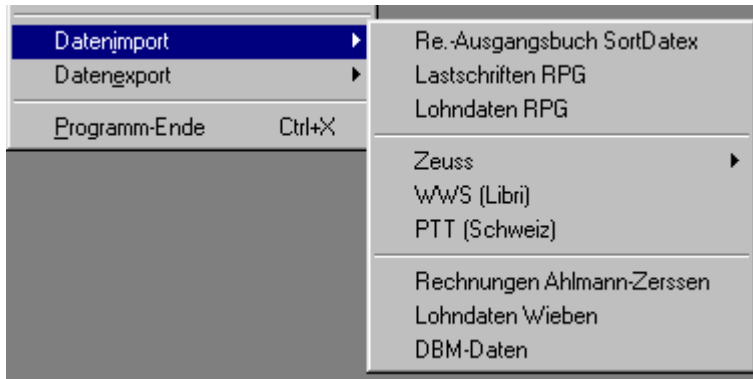 Datenimport
Datenexport
Programm-Ende Ctrl+X
Re.-Ausgangsbuch SortDatex
Lastschriften RPG
Lohndaten RPG
Zeuss
WWS (Libri)
PTT (Schweiz)
Rechnungen Ahlmann-Zerssen
Lohndaten Wieben
DBM-Daten